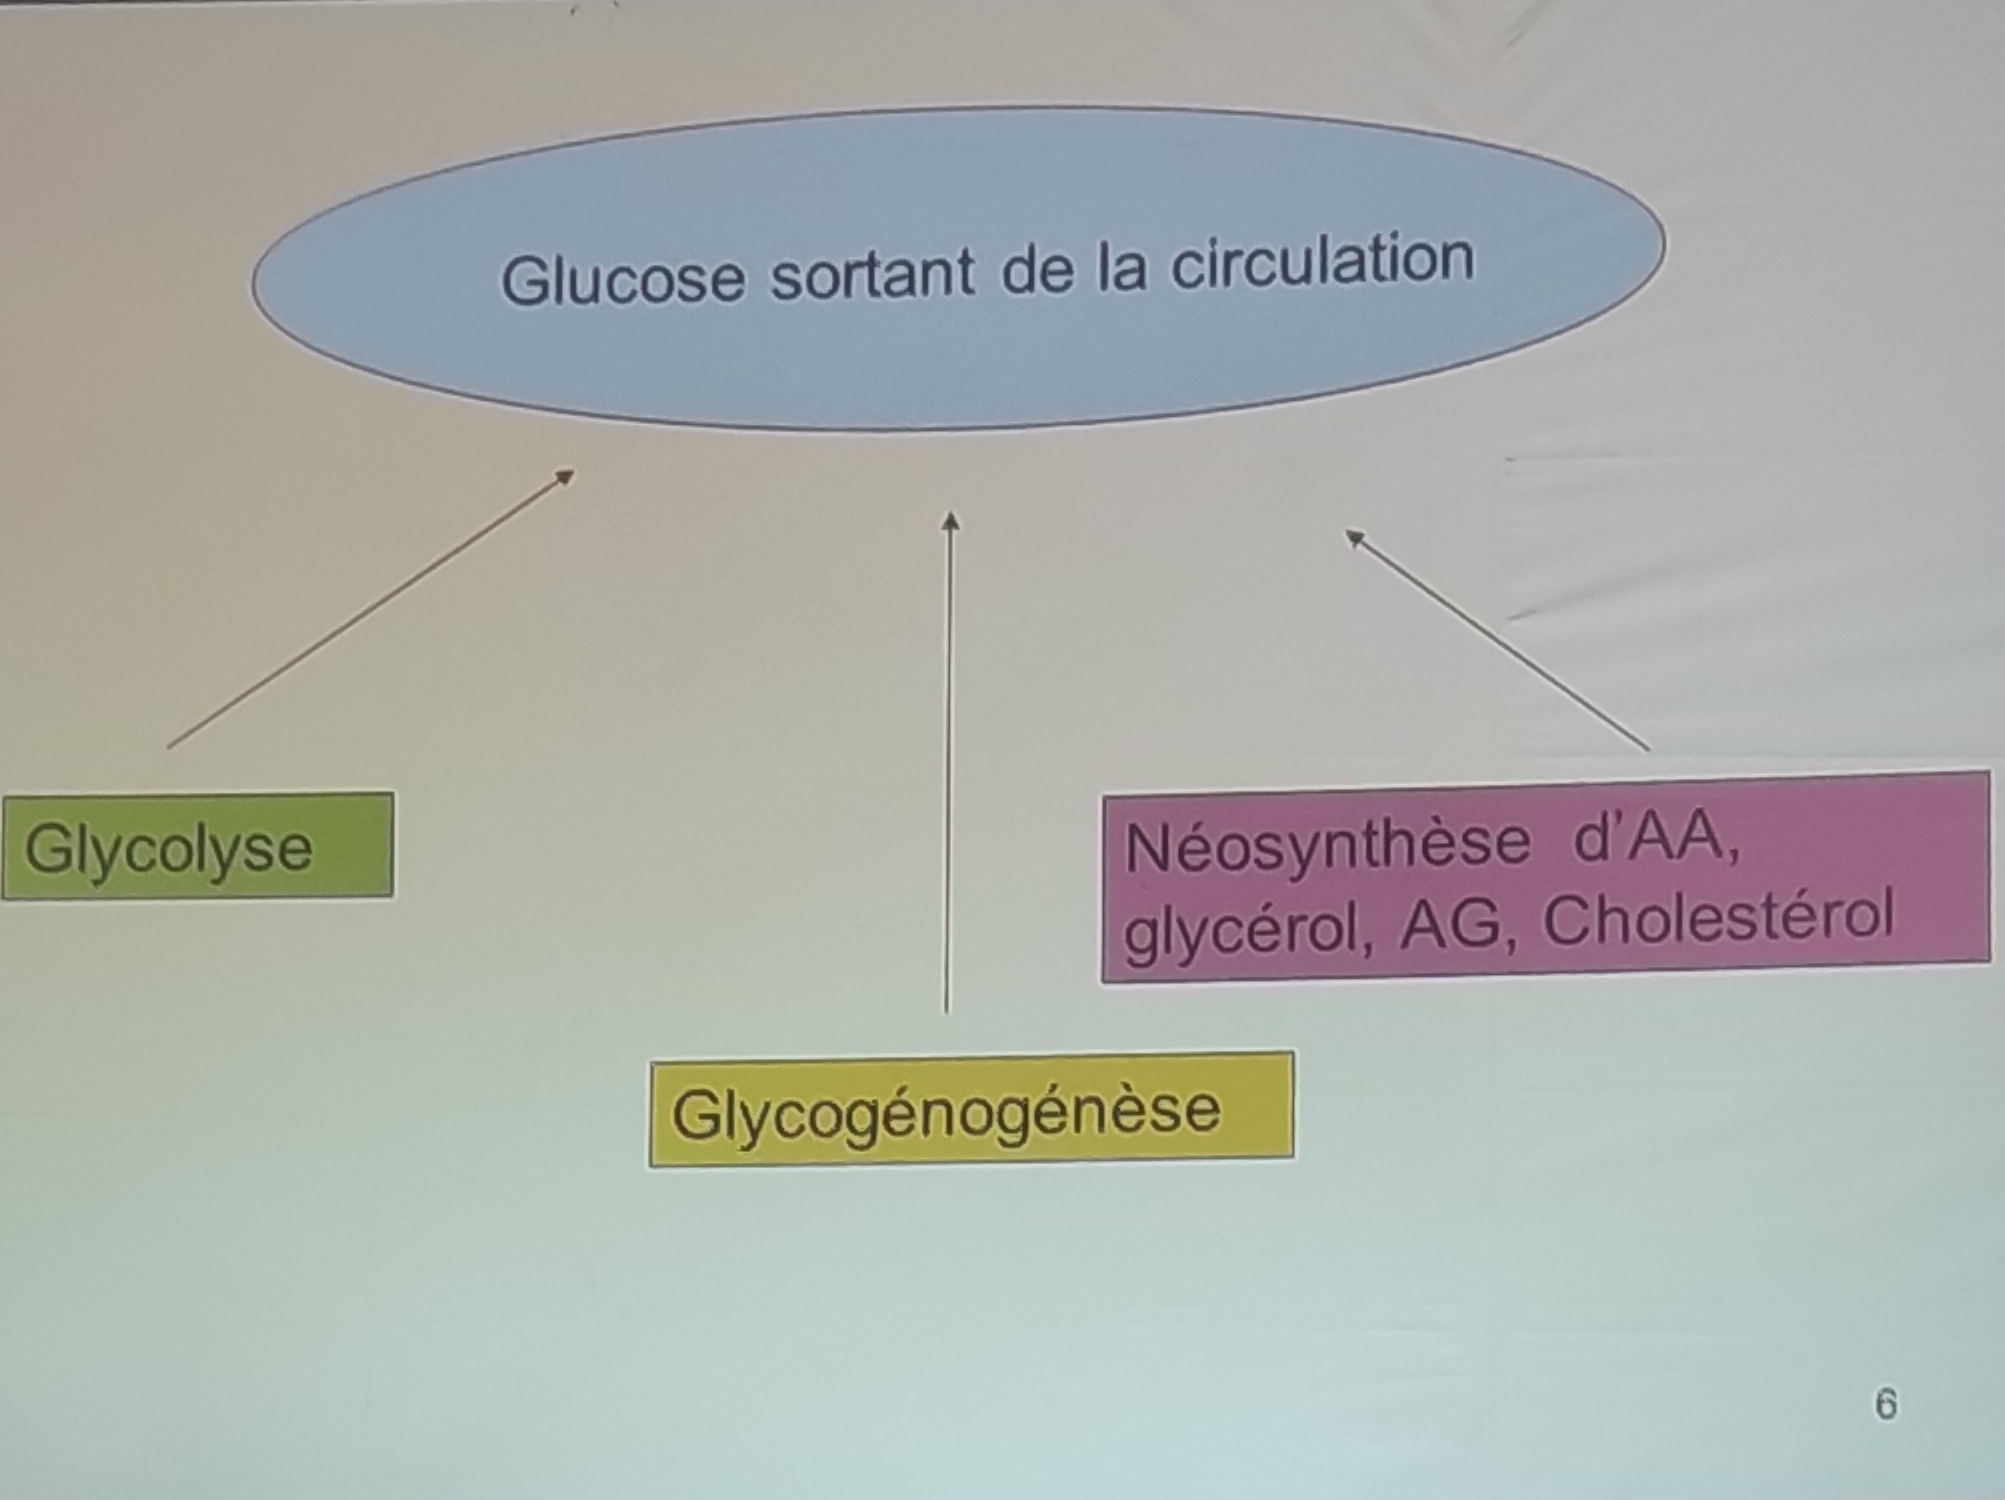 Glucose sortant de la circulation
Glycolyse
Néosynthèse d'AA,
glycérol, AG, Cholestérol
Glycogénogénèse
6